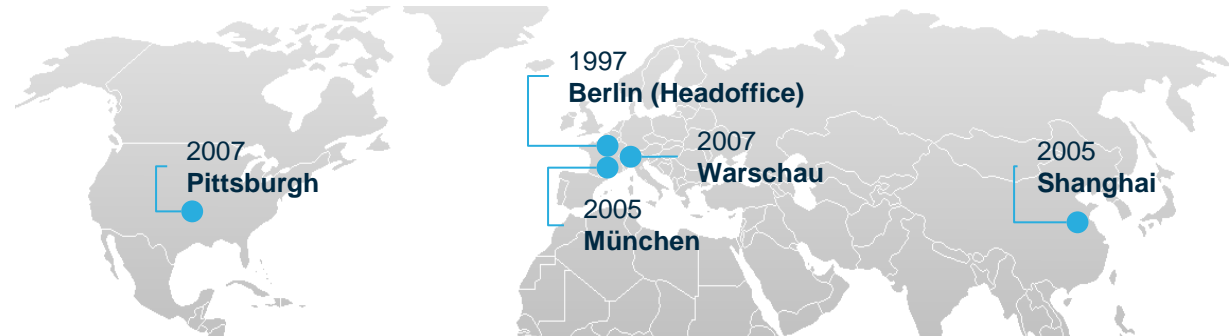 1997
Berlin (Headoffice)
2007
Pittsburgh
2007
Warschau
2005
Shanghai
2005
München